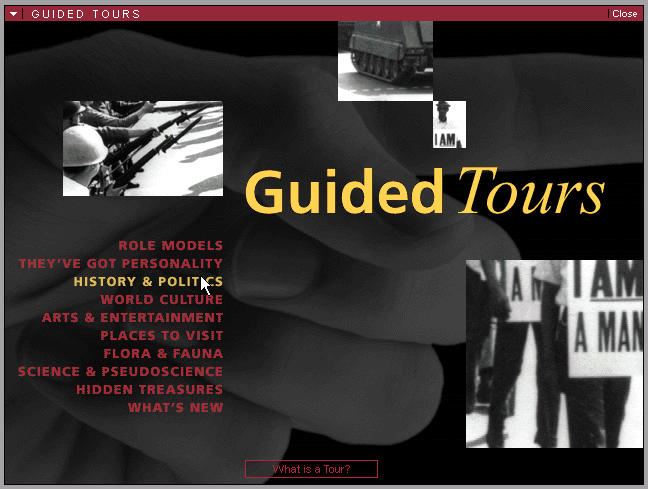 GUIDED TOURS
Close
I AM
Guided Tours
ROLE MODELS
THEY'VE GOT PERSONALITY
HISTORY & POLITICS
WORLD CULTURE
ARTS & ENTERTAINMENT
PLACES TO VISIT
FLORA & FAUNA
SCIENCE & PSEUDOSCIENCE
HIDDEN TREASURES
WHAT'S NEW
I AM
A MAN
What is a Tour?